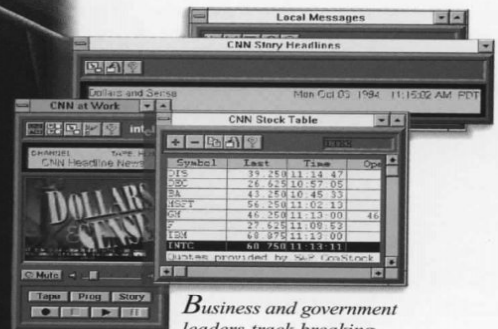 Local Messages
CNN Story Headlines
Dollars and Sense Mon Oct 03 1994 11:15:02 AM PDT
CNN at Work
CNN Stock Table
CHANNEL
CNN Headline News
DOLLARS
SENSE
Mute
Tape Prog Story
Symbol Last Time
DIS 39.250 11:14:47
DEC 26.625 10:57:05
BA 43.250 10:45:33
MSFT 56.250 11:02:13
GM 46.250 11:13:00 46
F 27.625 11:08:53
IBM 68.875 11:13:00
INTC 60.750 11:13:11
Quotes provided by S&P ComStock
Business and government
leaders track breaking